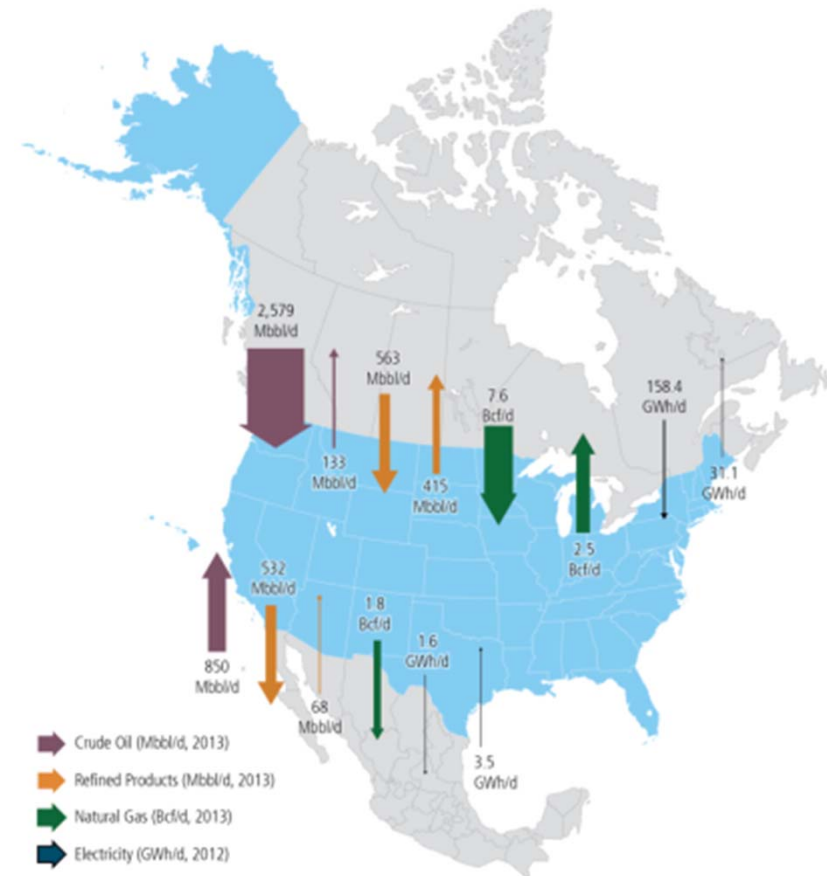 2,579
Mbbl/d
133
Mbbl/d
563
Mbbl/d
415
Mbbl/d
7.6
Bcf/d
2.5
Bcf/d
158.4
GWh/d
31.1
GWh/d
850
Mbbl/d
532
Mbbl/d
68
Mbbl/d
1.8
Bcf/d
1.6
GWh/d
3.5
GWh/d
Crude Oil (Mbbl/d, 2013)
Refined Products (Mbbl/d, 2013)
Natural Gas (Bcf/d, 2013)
Electricity (GWh/d, 2012)